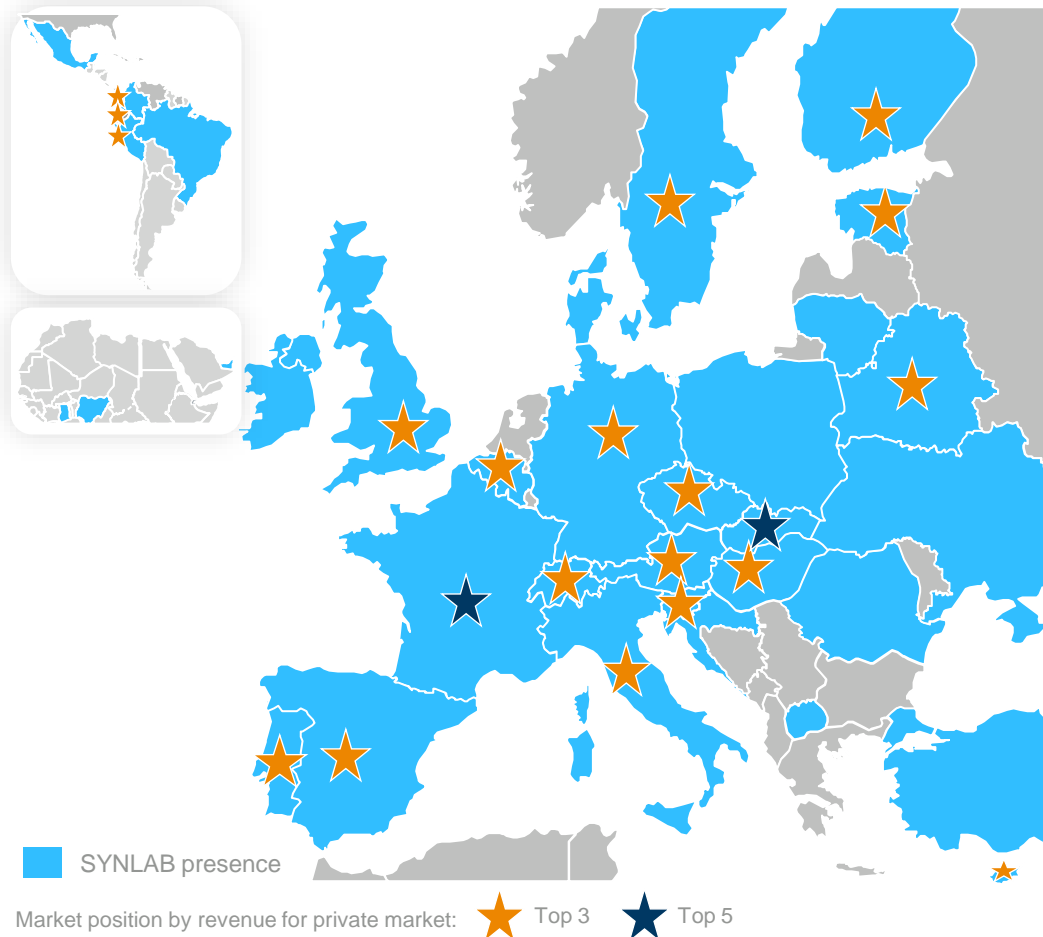 SYNLAB presence
Market position by revenue for private market: Top 3 Top 5